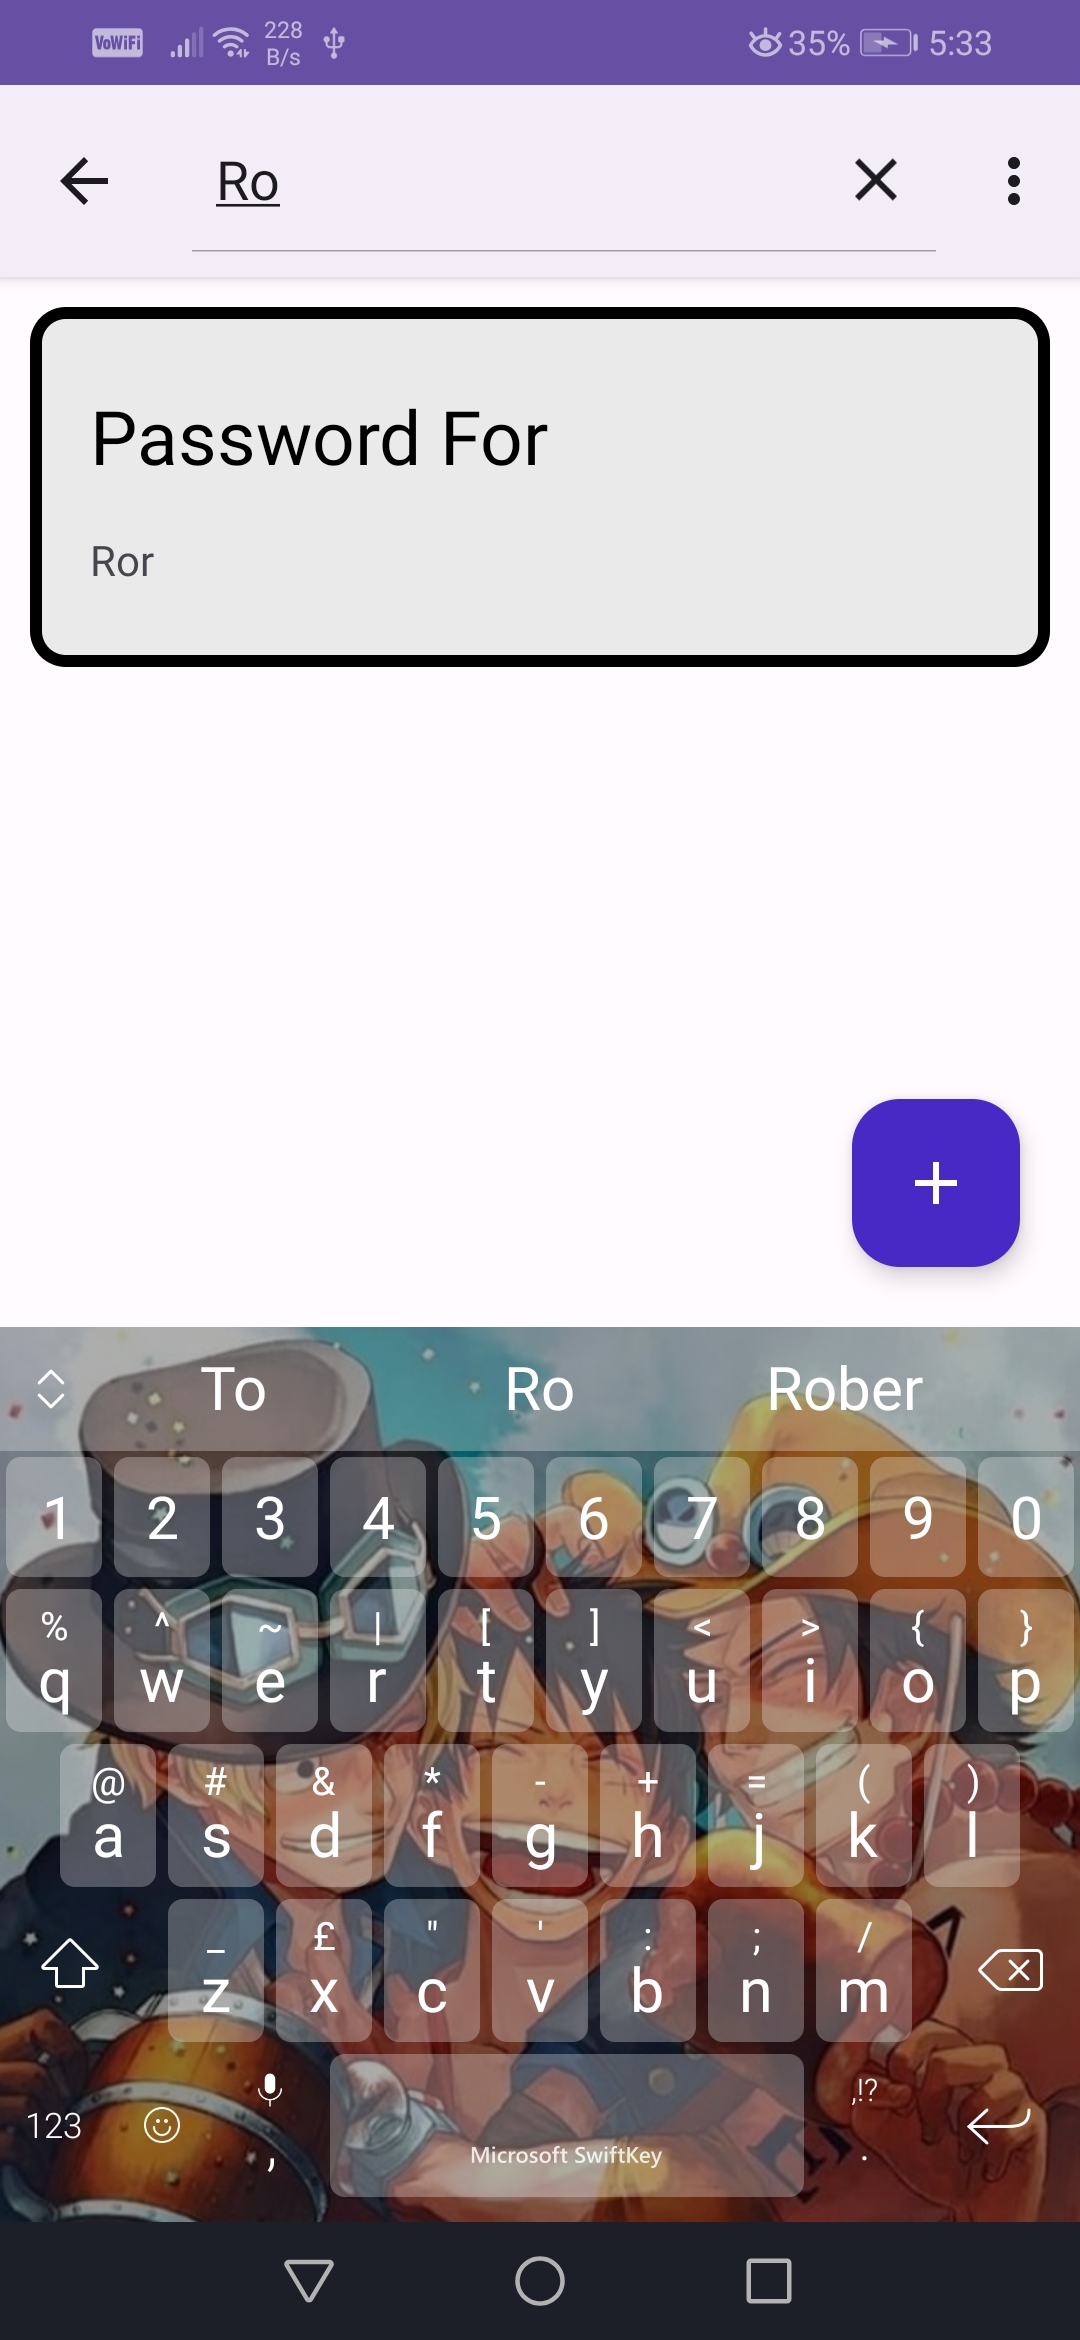 VoWiFi 228 B/s 35% 5:33
Ro
Password For
Ror
To Ro Rober
1 2 3 4 5 6 7 8 9 0
% ^ ~ | [ ] < > { }
q w e r t y u i o p
@ # & * - + = ( )
a s d f g h j k l
_ £ " ' : ; /
z x c v b n m
,!?
123 , Microsoft SwiftKey .